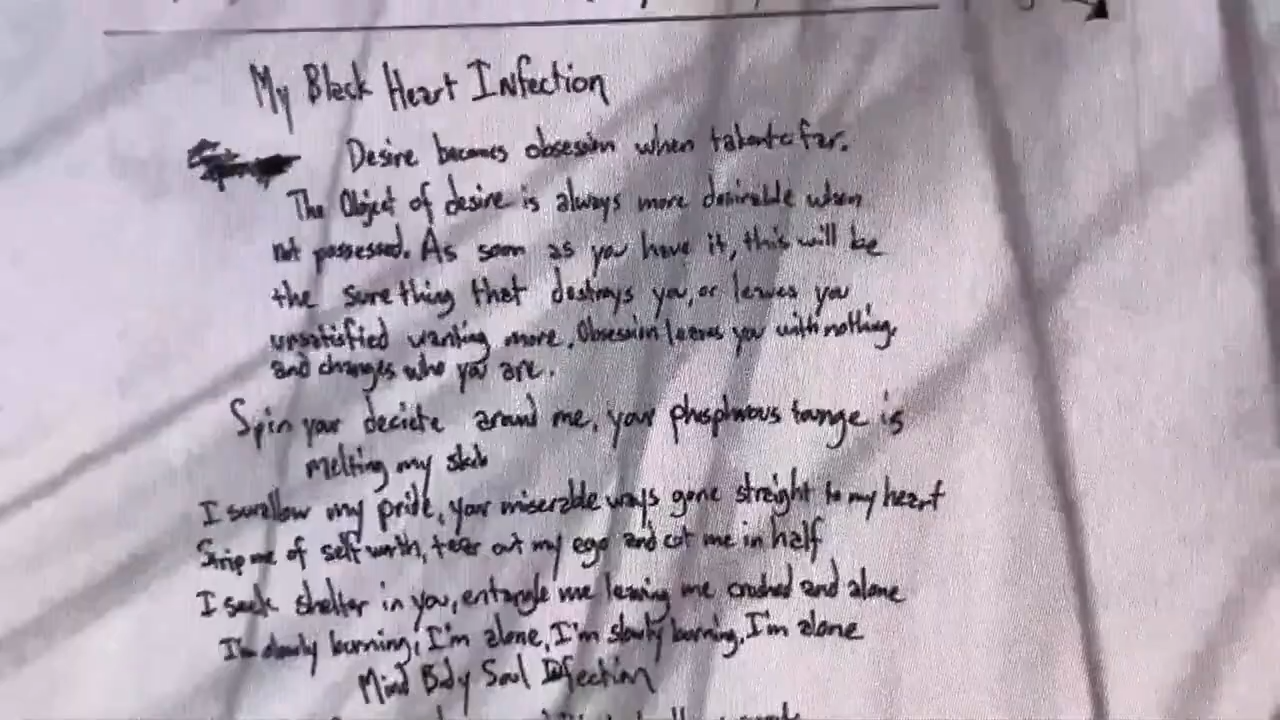 My Black Heart Infection
Desire becomes obsession when taken to far.
The Object of desire is always more desirable when
not possessed. As soon as you have it, this will be
the sure thing that destroys you, or leaves you
unsatisfied wanting more. Obsession leaves you with nothing,
and changes who you are.
Spin your deciete around me, your phosphorous tounge is
melting my skin
I swallow my pride, your miserable ways gone straight to my heart
Strip me of self worth, tear out my ego and cut me in half
I seek shelter in you, entangle me leaving me crushed and alone
I'm slowly burning, I'm alone, I'm slowly burning, I'm alone
Mind Body Soul Infection